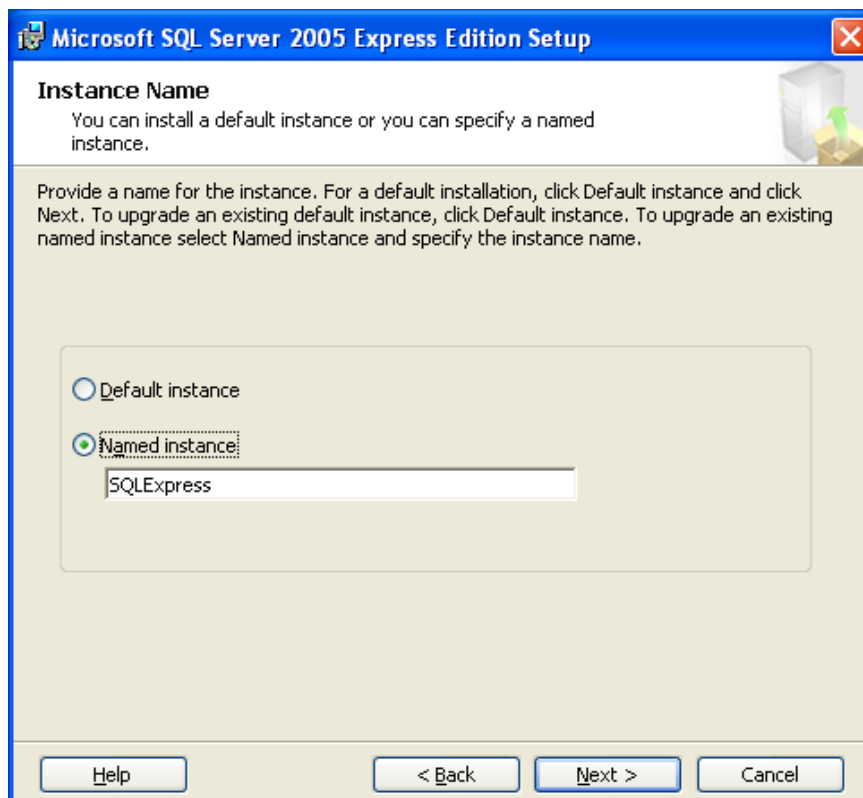 Microsoft SQL Server 2005 Express Edition Setup
Instance Name
You can install a default instance or you can specify a named
instance.
Provide a name for the instance. For a default installation, click Default instance and click
Next. To upgrade an existing default instance, click Default instance. To upgrade an existing
named instance select Named instance and specify the instance name.
Default instance
Named instance
SQLExpress
Help
< Back
Next >
Cancel